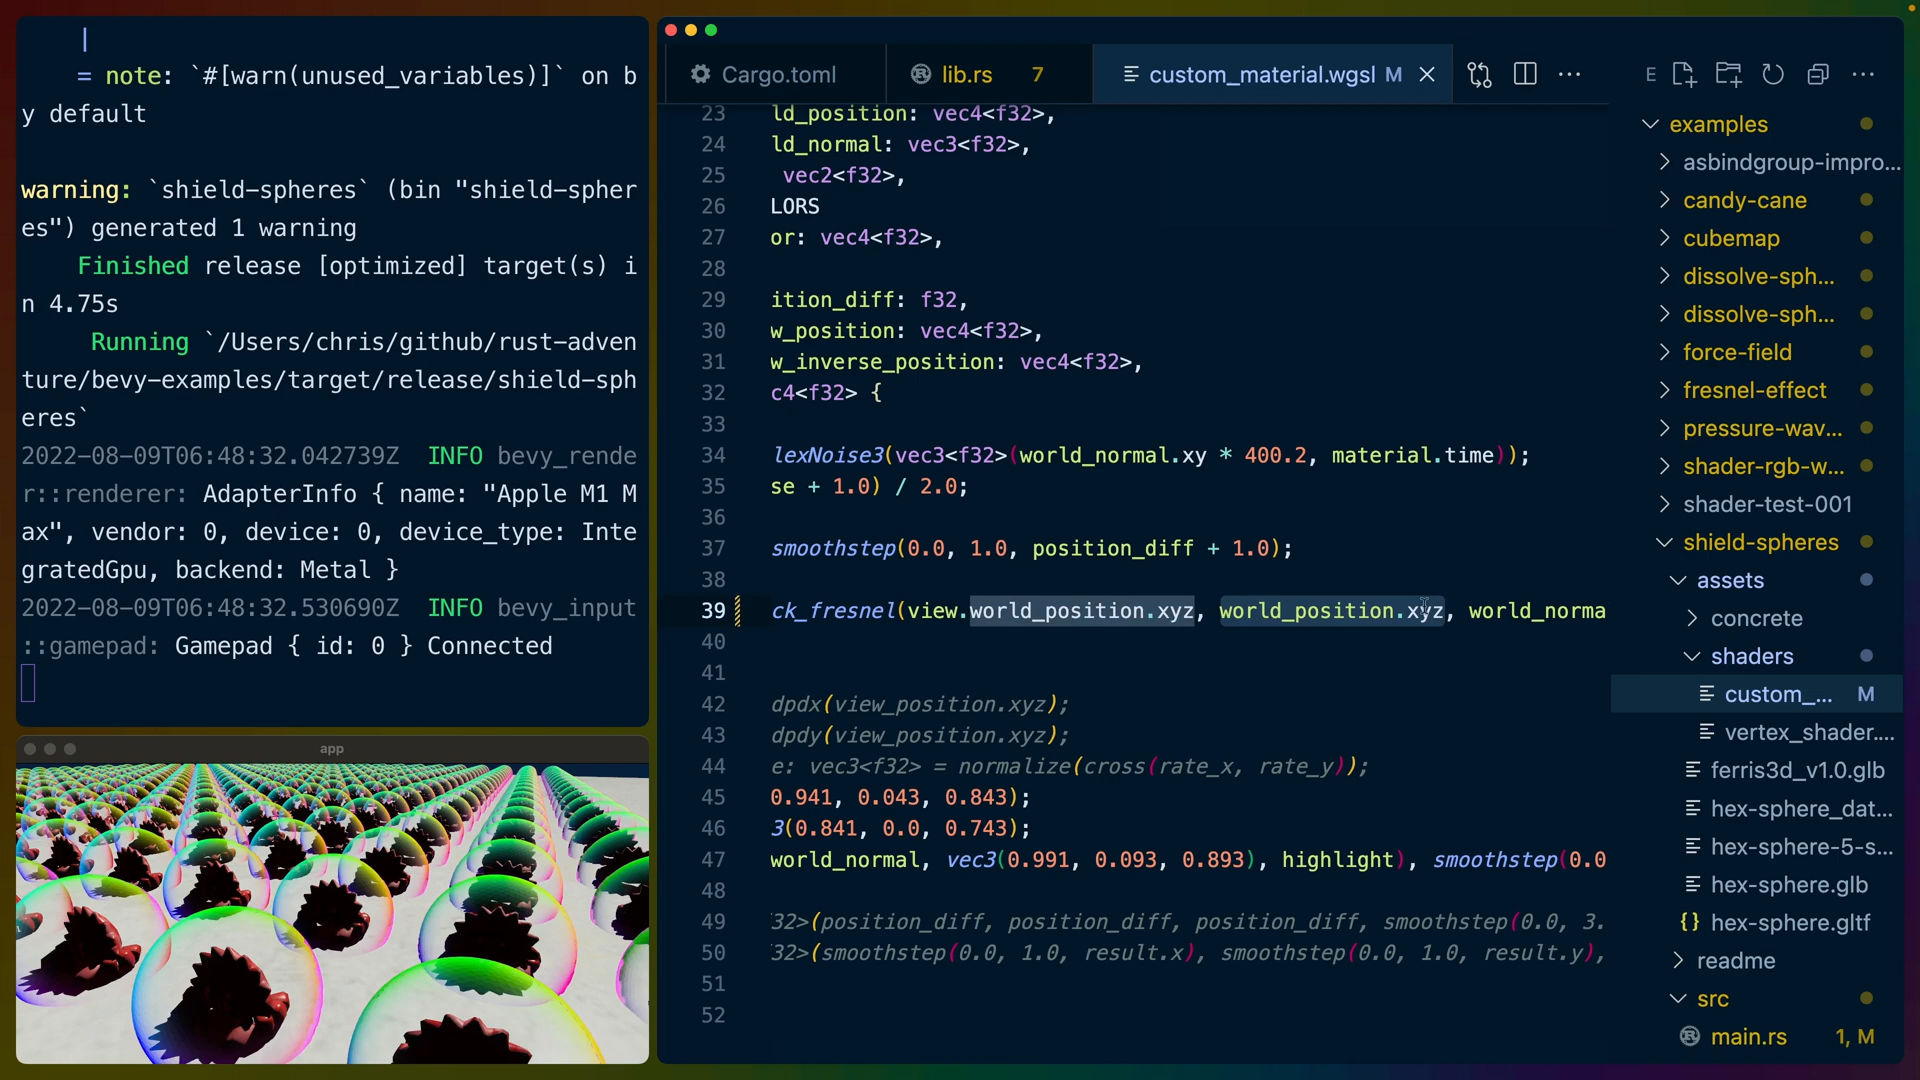 = note: `#[warn(unused_variables)]` on b
y default
warning: `shield-spheres` (bin "shield-spher
es") generated 1 warning
Finished release [optimized] target(s) i
n 4.75s
Running `/Users/chris/github/rust-adven
ture/bevy-examples/target/release/shield-sph
eres`
2022-08-09T06:48:32.042739Z  INFO bevy_rende
r::renderer: AdapterInfo { name: "Apple M1 M
ax", vendor: 0, device: 0, device_type: Inte
gratedGpu, backend: Metal }
2022-08-09T06:48:32.530690Z  INFO bevy_input
::gamepad: Gamepad { id: 0 } Connected
app
Cargo.toml
lib.rs 7
custom_material.wgsl M
23 ld_position: vec4<f32>,
24 ld_normal: vec3<f32>,
25 vec2<f32>,
26 LORS
27 or: vec4<f32>,
28
29 ition_diff: f32,
30 w_position: vec4<f32>,
31 w_inverse_position: vec4<f32>,
32 c4<f32> {
33
34 lexNoise3(vec3<f32>(world_normal.xy * 400.2, material.time));
35 se + 1.0) / 2.0;
36
37 smoothstep(0.0, 1.0, position_diff + 1.0);
38
39 ck_fresnel(view.world_position.xyz, world_position.xyz, world_norma
40
41
42 dpdx(view_position.xyz);
43 dpdy(view_position.xyz);
44 e: vec3<f32> = normalize(cross(rate_x, rate_y));
45 0.941, 0.043, 0.843);
46 3(0.841, 0.0, 0.743);
47 world_normal, vec3(0.991, 0.093, 0.893), highlight), smoothstep(0.0
48
49 32>(position_diff, position_diff, position_diff, smoothstep(0.0, 3.
50 32>(smoothstep(0.0, 1.0, result.x), smoothstep(0.0, 1.0, result.y),
51
52
E
examples
asbindgroup-impro...
candy-cane
cubemap
dissolve-sph...
dissolve-sph...
force-field
fresnel-effect
pressure-wav...
shader-rgb-w...
shader-test-001
shield-spheres
assets
concrete
shaders
custom_... M
vertex_shader....
ferris3d_v1.0.glb
hex-sphere_dat...
hex-sphere-5-s...
hex-sphere.glb
{} hex-sphere.gltf
readme
src
main.rs 1, M